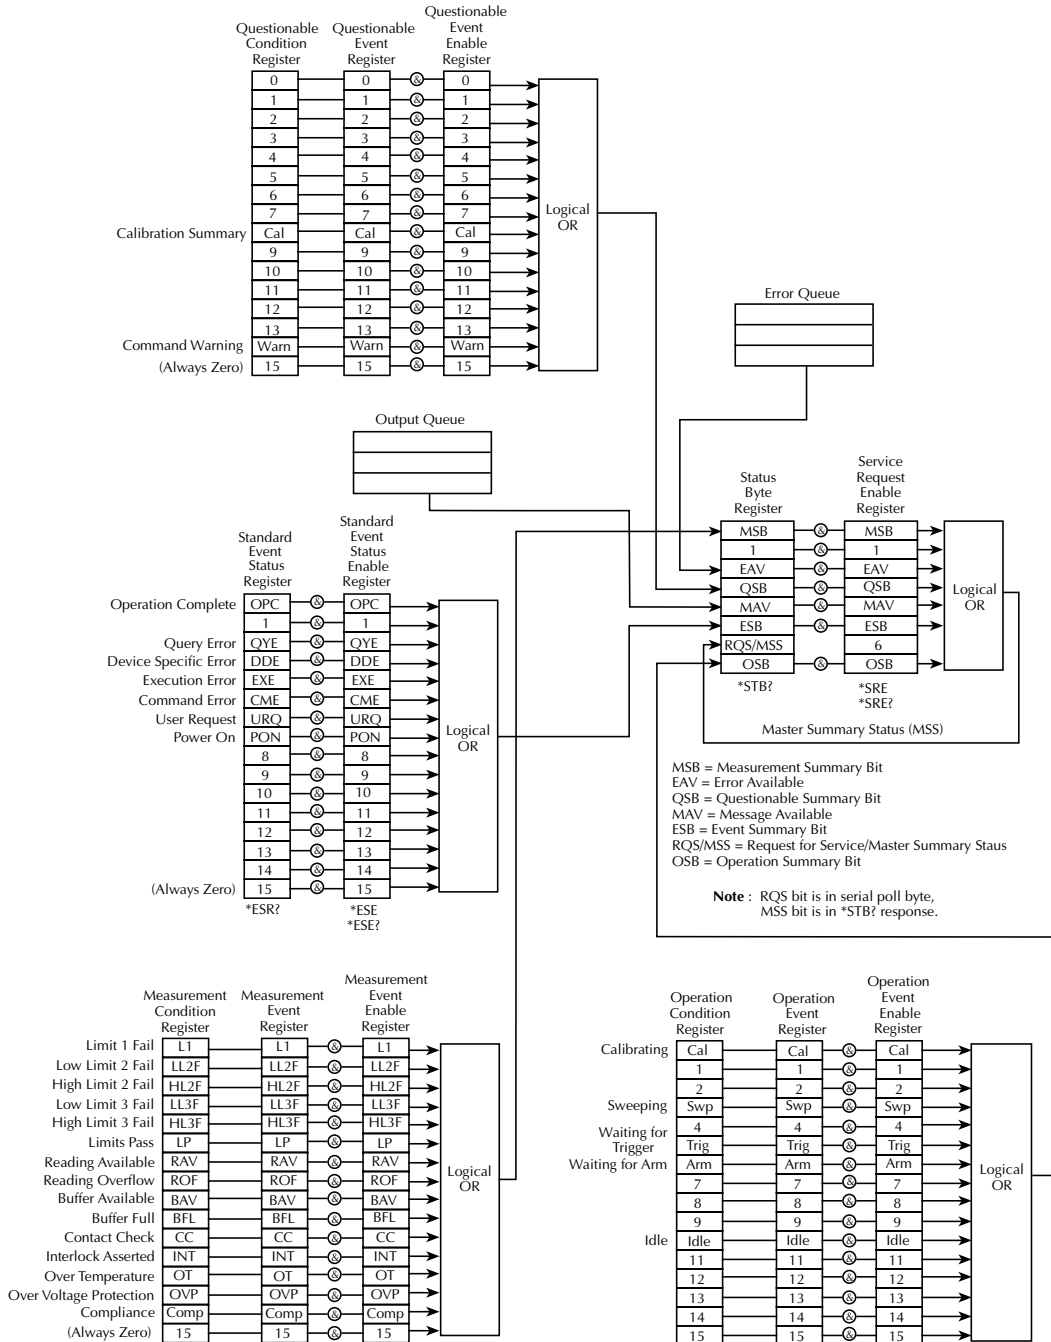 Questionable
Condition
Register
Questionable
Event
Register
Questionable
Event
Enable
Register
0 0 & 0
1 1 & 1
2 2 & 2
3 3 & 3
4 4 & 4
5 5 & 5
6 6 & 6
7 7 & 7
Calibration Summary Cal Cal & Cal
9 9 & 9
10 10 & 10
11 11 & 11
12 12 & 12
13 13 & 13
Command Warning Warn Warn & Warn
(Always Zero) 15 15 & 15
Logical
OR
Error Queue
Output Queue
Standard
Event
Status
Register
Standard
Event
Status
Enable
Register
Operation Complete OPC & OPC
1 & 1
Query Error QYE & QYE
Device Specific Error DDE & DDE
Execution Error EXE & EXE
Command Error CME & CME
User Request URQ & URQ
Power On PON & PON
8 & 8
9 & 9
10 & 10
11 & 11
12 & 12
13 & 13
14 & 14
(Always Zero) 15 & 15
*ESR?
*ESE
*ESE?
Logical
OR
Status
Byte
Register
Service
Request
Enable
Register
MSB & MSB
1 & 1
EAV & EAV
QSB & QSB
MAV & MAV
ESB & ESB
RQS/MSS 6
OSB & OSB
*STB?
*SRE
*SRE?
Logical
OR
Master Summary Status (MSS)
MSB = Measurement Summary Bit
EAV = Error Available
QSB = Questionable Summary Bit
MAV = Message Available
ESB = Event Summary Bit
RQS/MSS = Request for Service/Master Summary Staus
OSB = Operation Summary Bit
Note : RQS bit is in serial poll byte,
MSS bit is in *STB? response.
Measurement
Condition
Register
Measurement
Event
Register
Measurement
Event
Enable
Register
Limit 1 Fail L1 L1 & L1
Low Limit 2 Fail LL2F LL2F & LL2F
High Limit 2 Fail HL2F HL2F & HL2F
Low Limit 3 Fail LL3F LL3F & LL3F
High Limit 3 Fail HL3F HL3F & HL3F
Limits Pass LP LP & LP
Reading Available RAV RAV & RAV
Reading Overflow ROF ROF & ROF
Buffer Available BAV BAV & BAV
Buffer Full BFL BFL & BFL
Contact Check CC CC & CC
Interlock Asserted INT INT & INT
Over Temperature OT OT & OT
Over Voltage Protection OVP OVP & OVP
Compliance Comp Comp & Comp
(Always Zero) 15 15 & 15
Logical
OR
Operation
Condition
Register
Operation
Event
Register
Operation
Event
Enable
Register
Calibrating Cal Cal & Cal
1 1 & 1
2 2 & 2
Sweeping Swp Swp & Swp
4 4 & 4
Waiting for
Trigger Trig Trig & Trig
Waiting for Arm Arm Arm & Arm
7 7 & 7
8 8 & 8
9 9 & 9
Idle Idle Idle & Idle
11 11 & 11
12 12 & 12
13 13 & 13
14 14 & 14
15 15 & 15
Logical
OR